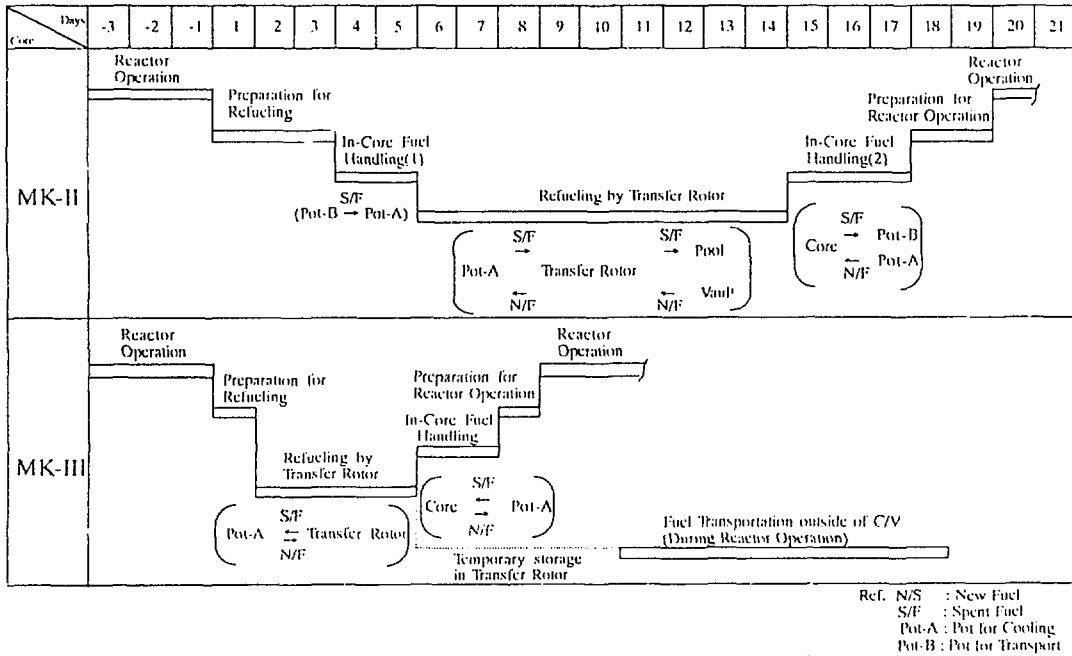 Days
Core
-3 -2 -1 1 2 3 4 5 6 7 8 9 10 11 12 13 14 15 16 17 18 19 20 21
MK-II
Reactor
Operation
Preparation for
Refueling
In-Core Fuel
Handling(1)
S/F
(Pot-B → Pot-A)
Refueling by Transfer Rotor
S/F S/F
→ →
Pot-A Transfer Rotor Pool
← ← Vault
N/F N/F
In-Core Fuel
Handling(2)
S/F
→ Pot-B
Core
← Pot-A
N/F
Preparation for
Reactor Operation
Reactor
Operation
MK-III
Reactor
Operation
Preparation for
Refueling
Refueling by
Transfer Rotor
S/F
Pot-A ← → Transfer Rotor
N/F
In-Core Fuel
Handling
S/F
Core ← → Pot-A
N/F
Preparation for
Reactor Operation
Reactor
Operation
Temporary storage
in Transfer Rotor
Fuel Transportation outside of C/V
(During Reactor Operation)
Ref. N/S : New Fuel
S/F : Spent Fuel
Pot-A : Pot for Cooling
Pot-B : Pot for Transport